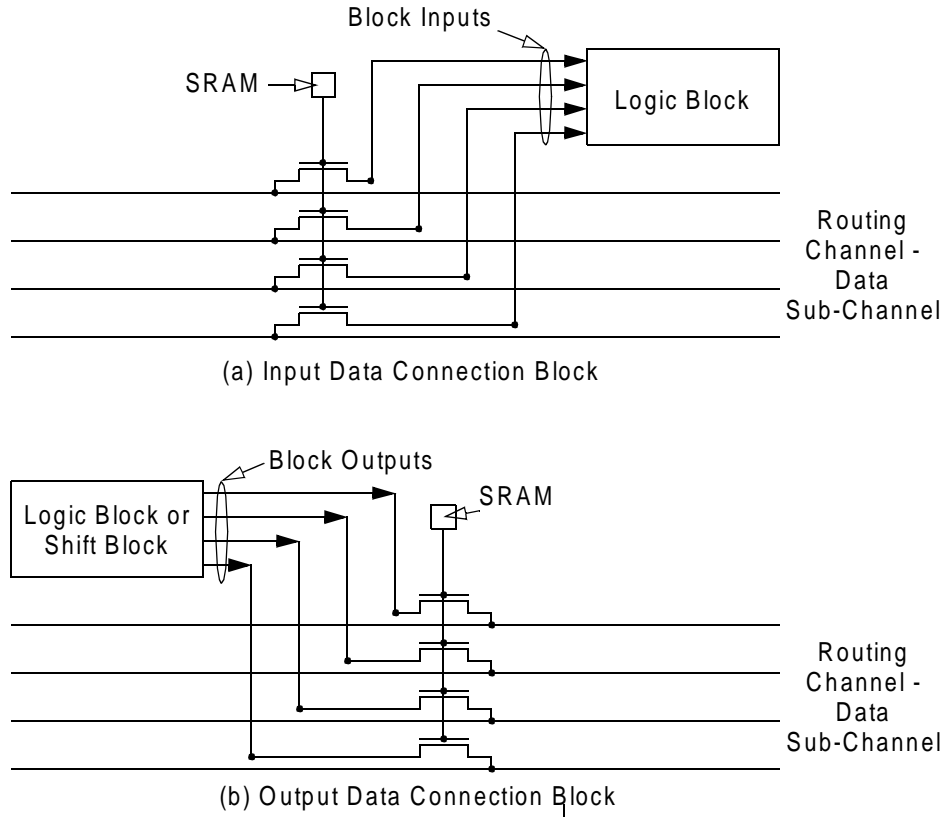 Block Inputs
SRAM
Logic Block
Routing
Channel -
Data
Sub-Channel
(a) Input Data Connection Block
Block Outputs
SRAM
Logic Block or
Shift Block
Routing
Channel -
Data
Sub-Channel
(b) Output Data Connection Block